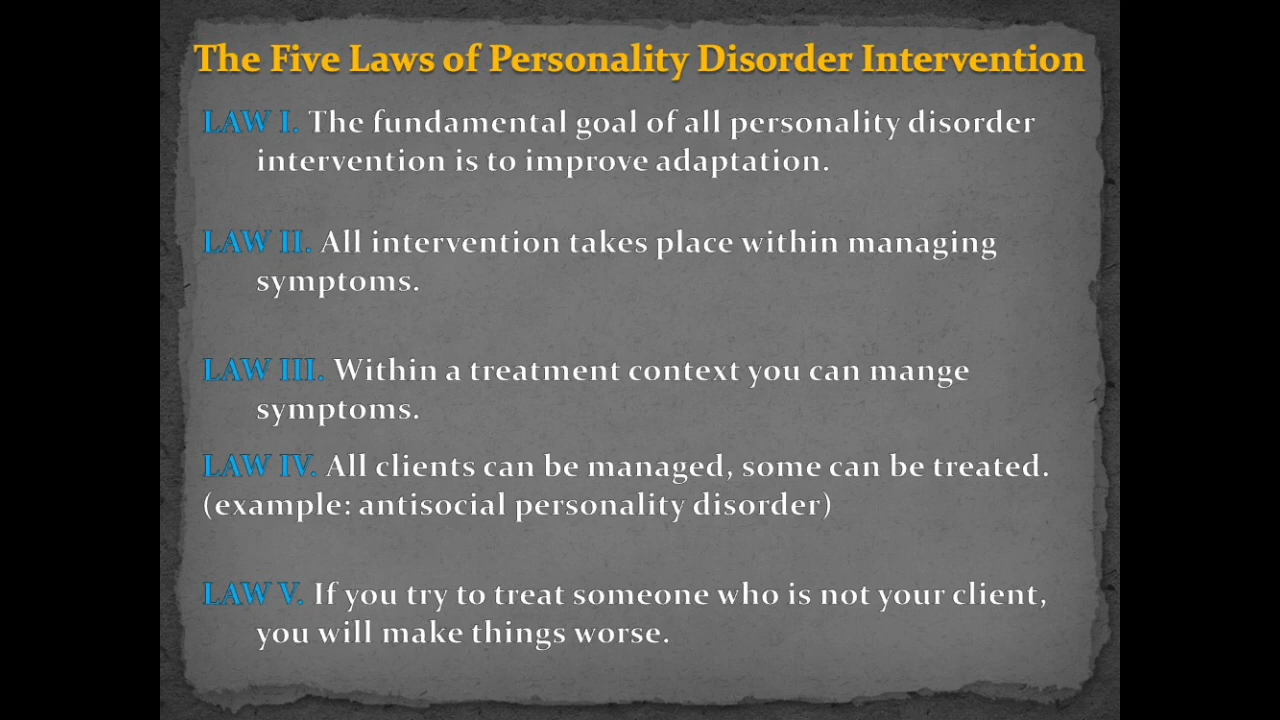 The Five Laws of Personality Disorder Intervention
LAW I. The fundamental goal of all personality disorder
intervention is to improve adaptation.
LAW II. All intervention takes place within managing
symptoms.
LAW III. Within a treatment context you can mange
symptoms.
LAW IV. All clients can be managed, some can be treated.
(example: antisocial personality disorder)
LAW V. If you try to treat someone who is not your client,
you will make things worse.